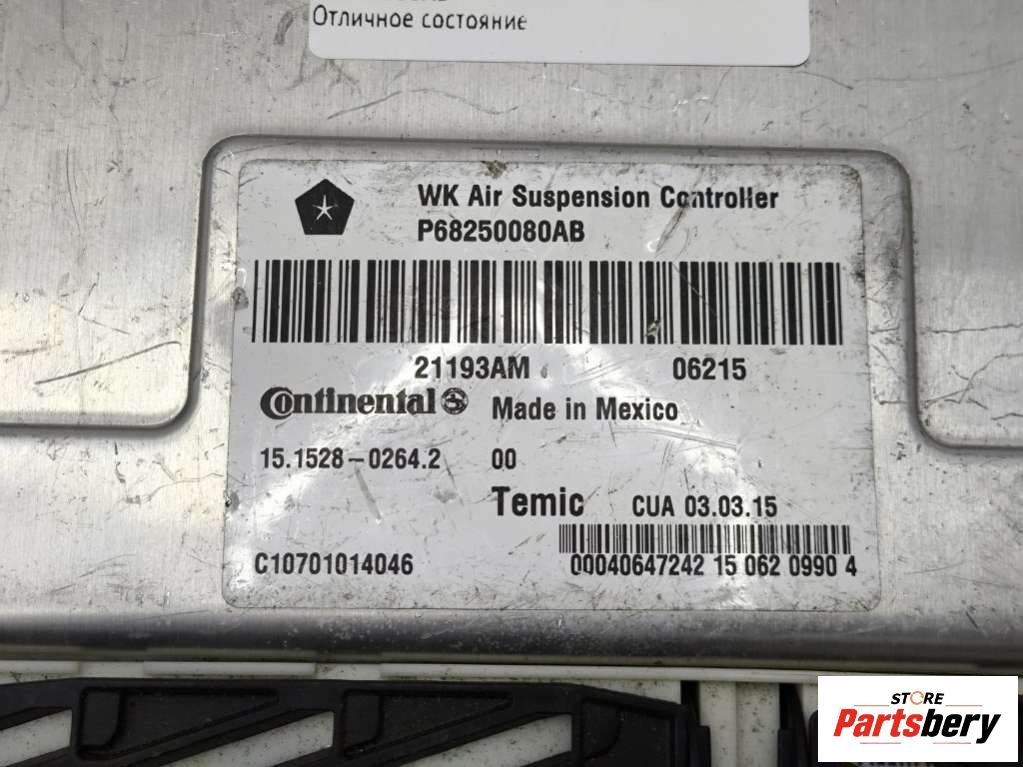 Отличное состояние
WK Air Suspension Controller
P68250080AB
21193AM 06215
Continental Made in Mexico
15.1528-0264.2 00
Temic CUA 03.03.15
C10701014046 00040647242 15 062 0990 4
STORE
Partsbery